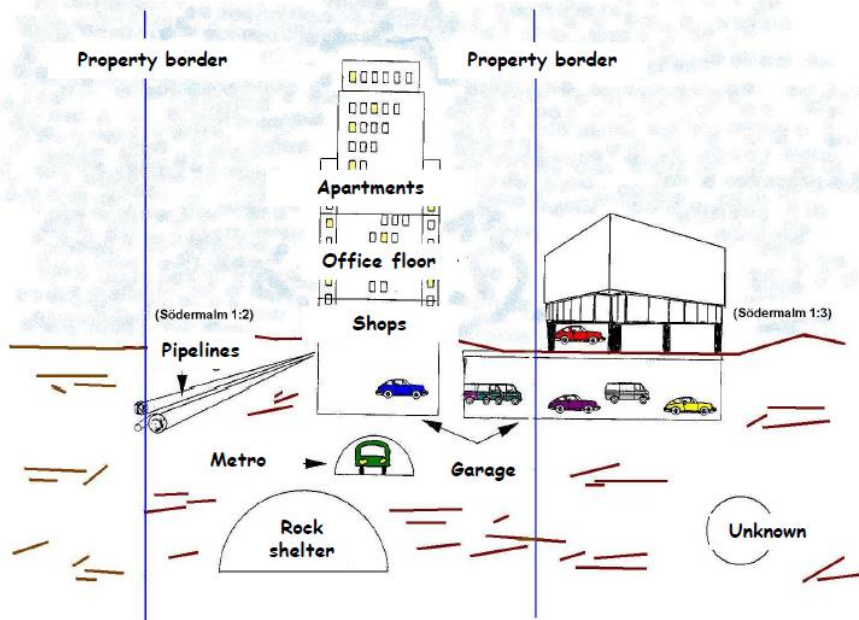 Property border
Property border
Apartments
Office floor
(Södermalm 1:2)
Shops
(Södermalm 1:3)
Pipelines
Metro
Garage
Rock
shelter
Unknown